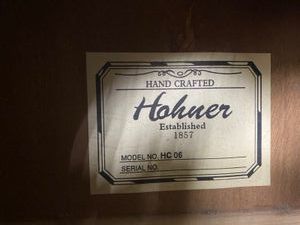 HAND CRAFTED
Hohner
Established
1857
MODEL NO. HC 06
SERIAL NO.